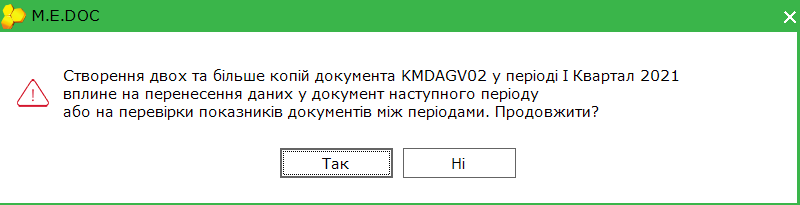 M.E.DOC
Створення двох та більше копій документа KMDAGV02 у періоді І Квартал 2021
вплине на перенесення даних у документ наступного періоду
або на перевірки показників документів між періодами. Продовжити?
Так
Ні